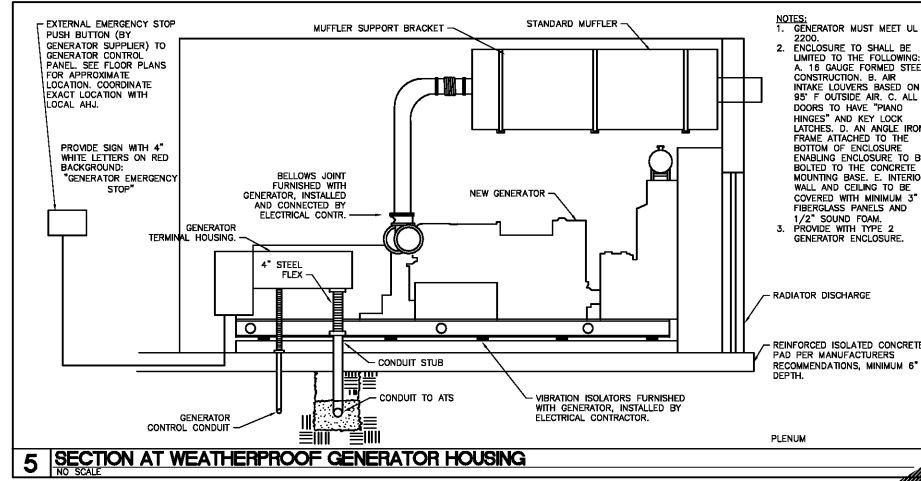 EXTERNAL EMERGENCY STOP
PUSH BUTTON (BY
GENERATOR SUPPLIER) TO
GENERATOR CONTROL
PANEL. SEE FLOOR PLANS
FOR APPROXIMATE
LOCATION. COORDINATE
EXACT LOCATION WITH
LOCAL AHJ.
PROVIDE SIGN WITH 4"
WHITE LETTERS ON RED
BACKGROUND:
"GENERATOR EMERGENCY
STOP"
MUFFLER SUPPORT BRACKET
STANDARD MUFFLER
BELLOWS JOINT
FURNISHED WITH
GENERATOR, INSTALLED
AND CONNECTED BY
ELECTRICAL CONTR.
NEW GENERATOR
GENERATOR
TERMINAL HOUSING.
4" STEEL
FLEX
CONDUIT STUB
CONDUIT TO ATS
GENERATOR
CONTROL CONDUIT
VIBRATION ISOLATORS FURNISHED
WITH GENERATOR, INSTALLED BY
ELECTRICAL CONTRACTOR.
NOTES:
1. GENERATOR MUST MEET UL
2200.
2. ENCLOSURE TO SHALL BE
LIMITED TO THE FOLLOWING:
A. 16 GAUGE FORMED STEE
CONSTRUCTION. B. AIR
INTAKE LOUVERS BASED ON
95° F OUTSIDE AIR. C. ALL
DOORS TO HAVE "PIANO
HINGES" AND KEY LOCK
LATCHES. D. AN ANGLE IRON
FRAME ATTACHED TO THE
BOTTOM OF ENCLOSURE
ENABLING ENCLOSURE TO B
BOLTED TO THE CONCRETE
MOUNTING BASE. E. INTERIO
WALL AND CEILING TO BE
COVERED WITH MINIMUM 3"
FIBERGLASS PANELS AND
1/2" SOUND FOAM.
3. PROVIDE WITH TYPE 2
GENERATOR ENCLOSURE.
RADIATOR DISCHARGE
REINFORCED ISOLATED CONCRETE
PAD PER MANUFACTURERS
RECOMMENDATIONS, MINIMUM 6"
DEPTH.
PLENUM
5 SECTION AT WEATHERPROOF GENERATOR HOUSING
NO SCALE